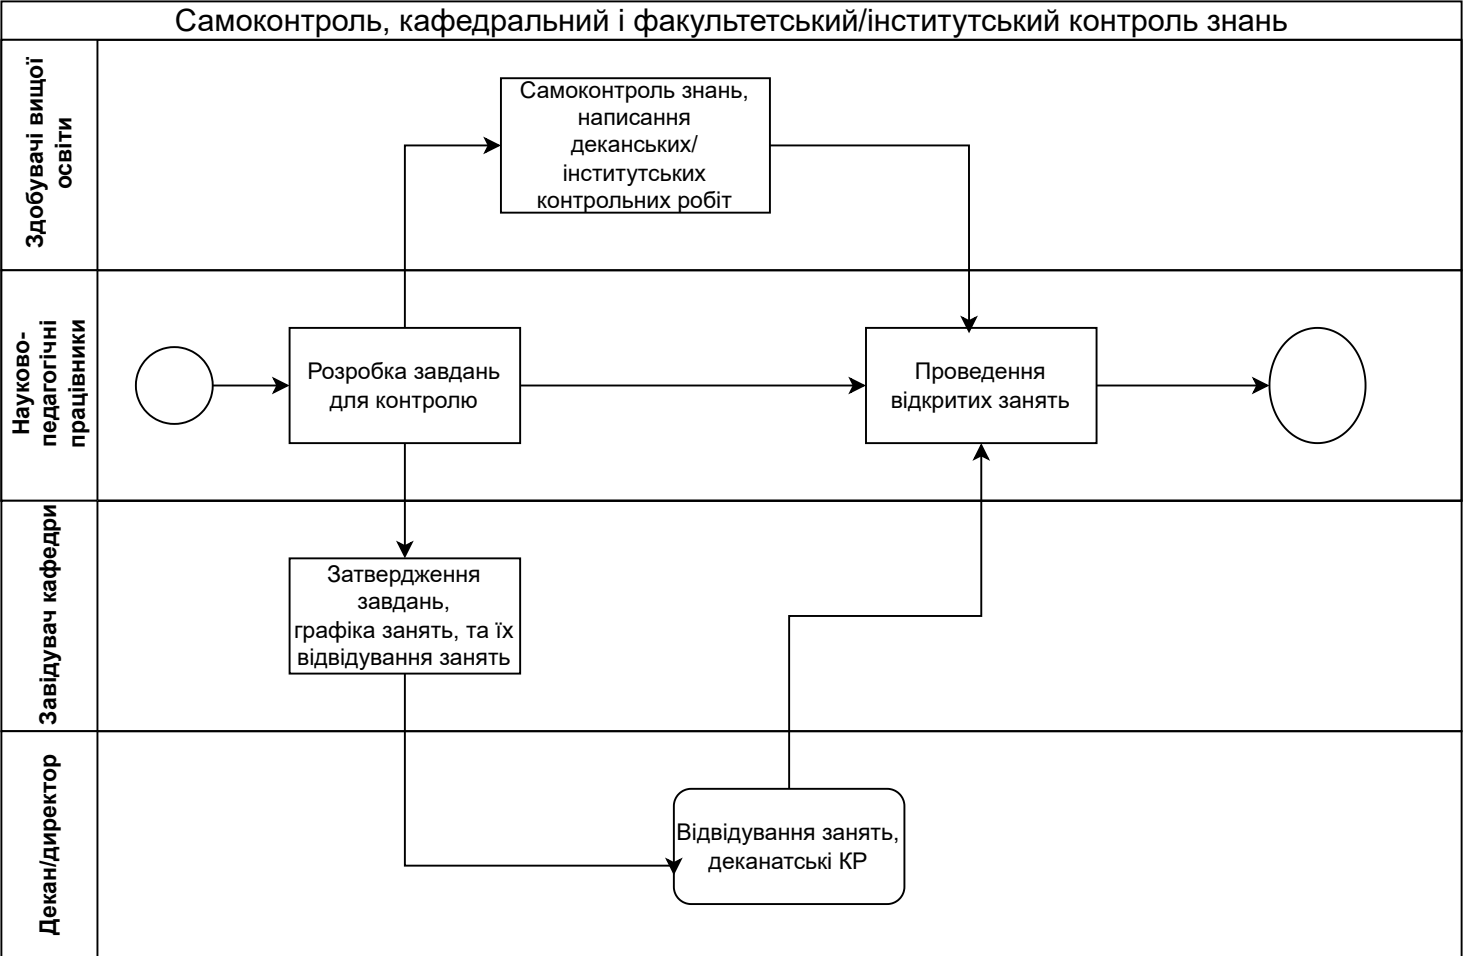 Самоконтроль, кафедральний і факультетський/інститутський контроль знань
Здобувачі вищої
освіти
Самоконтроль знань,
написання
деканських/
інститутських
контрольних робіт
Науково-
педагогічні
працівники
Розробка завдань
для контролю
Проведення
відкритих занять
Завідувач кафедри
Затвердження
завдань,
графіка занять, та їх
відвідування занять
Декан/директор
Відвідування занять,
деканатські КР